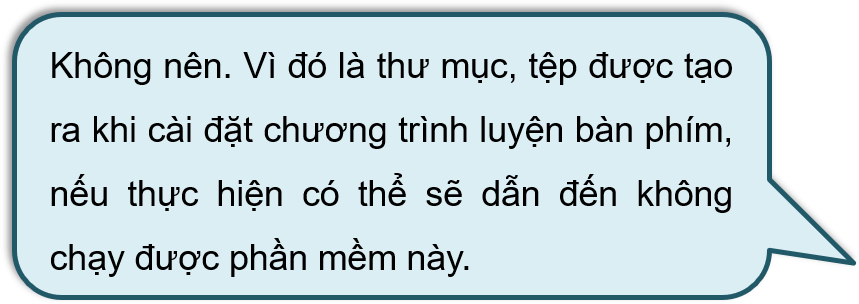 Không nên. Vì đó là thư mục, tệp được tạo
ra khi cài đặt chương trình luyện bàn phím,
nếu thực hiện có thể sẽ dẫn đến không
chạy được phần mềm này.